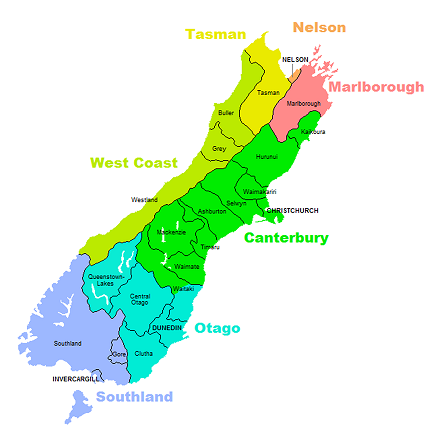 Nelson
Tasman
NELSON
Marlborough
Tasman
Marlborough
Buller
Kaikoura
Grey
Hurunui
West Coast
Waimakariri
Westland
Selwyn
Ashburton
CHRISTCHURCH
Mackenzie
Canterbury
Timaru
Waimate
Queenstown-
Lakes
Waitaki
Central
Otago
DUNEDIN
Otago
Southland
Gore
Clutha
INVERCARGILL
Southland